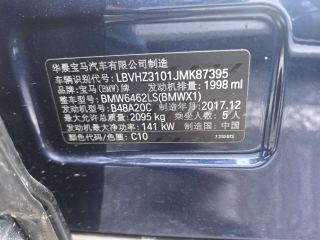 华晨宝马汽车有限公司制造
车辆识别代号 LBVHZ3101JMK87395
品牌:宝马(BMW)牌 发动机排量:1998 ml
整车型号:BMW6462LS(BMWX1)
发动机型号:B48A20C 制造年月:2017.12
最大允许总质量:2095 kg 乘坐人数:5 人
发动机最大净功率:141 kW 制造国:中国
颜色代码/色圈:C10